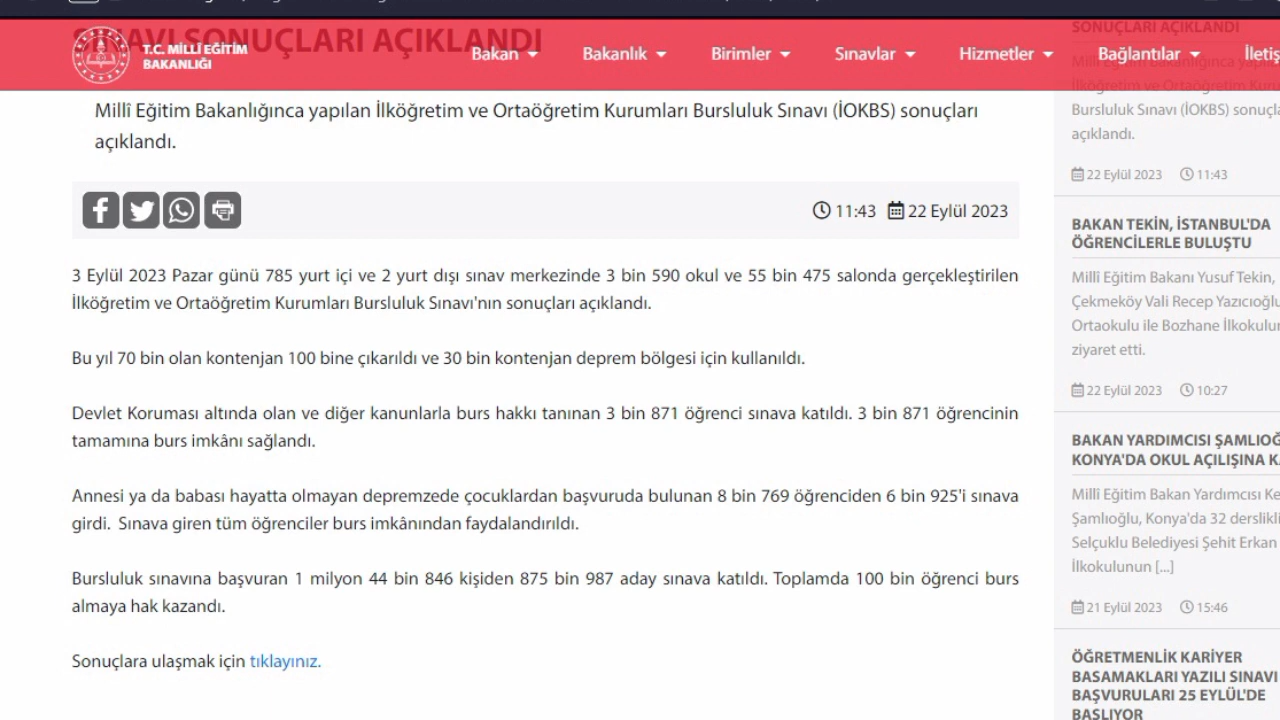 SINAVI SONUÇLARI AÇIKLANDI
T.C. MİLLÎ EĞİTİM
BAKANLIĞI
Bakan
Bakanlık
Birimler
Sınavlar
Hizmetler
Bağlantılar
Millî Eğitim Bakanlığınca yapılan İlköğretim ve Ortaöğretim Kurumları Bursluluk Sınavı (İOKBS) sonuçları
açıklandı.
11:43 22 Eylül 2023
3 Eylül 2023 Pazar günü 785 yurt içi ve 2 yurt dışı sınav merkezinde 3 bin 590 okul ve 55 bin 475 salonda gerçekleştirilen
İlköğretim ve Ortaöğretim Kurumları Bursluluk Sınavı'nın sonuçları açıklandı.
Bu yıl 70 bin olan kontenjan 100 bine çıkarıldı ve 30 bin kontenjan deprem bölgesi için kullanıldı.
Devlet Koruması altında olan ve diğer kanunlarla burs hakkı tanınan 3 bin 871 öğrenci sınava katıldı. 3 bin 871 öğrencinin
tamamına burs imkânı sağlandı.
Annesi ya da babası hayatta olmayan depremzede çocuklardan başvuruda bulunan 8 bin 769 öğrenciden 6 bin 925'i sınava
girdi. Sınava giren tüm öğrenciler burs imkânından faydalandırıldı.
Bursluluk sınavına başvuran 1 milyon 44 bin 846 kişiden 875 bin 987 aday sınava katıldı. Toplamda 100 bin öğrenci burs
almaya hak kazandı.
Sonuçlara ulaşmak için tıklayınız.
SONUÇLARI AÇIKLANDI
Millî Eğitim Bakanlığınca
İlköğretim ve Ortaöğretim
Bursluluk Sınavı (İOKBS)
açıklandı.
22 Eylül 2023 11:43
BAKAN TEKİN, İSTANBUL'DA
ÖĞRENCİLERLE BULUŞTU
Millî Eğitim Bakanı Yusuf Tekin,
Çekmeköy Vali Recep Yazıcıoğlu
Ortaokulu ile Bozhane
ziyaret etti.
22 Eylül 2023 10:27
BAKAN YARDIMCISI
KONYA'DA OKUL AÇILIŞINA
Millî Eğitim Bakan Yardımcısı
Şamlıoğlu, Konya'da 32
Selçuklu Belediyesi Şehit Erkan
İlkokulunun [...]
21 Eylül 2023 15:46
ÖĞRETMENLİK KARİYER
BASAMAKLARI YAZILI SINAVI
BAŞVURULARI 25 EYLÜL'DE
BAŞLIYOR